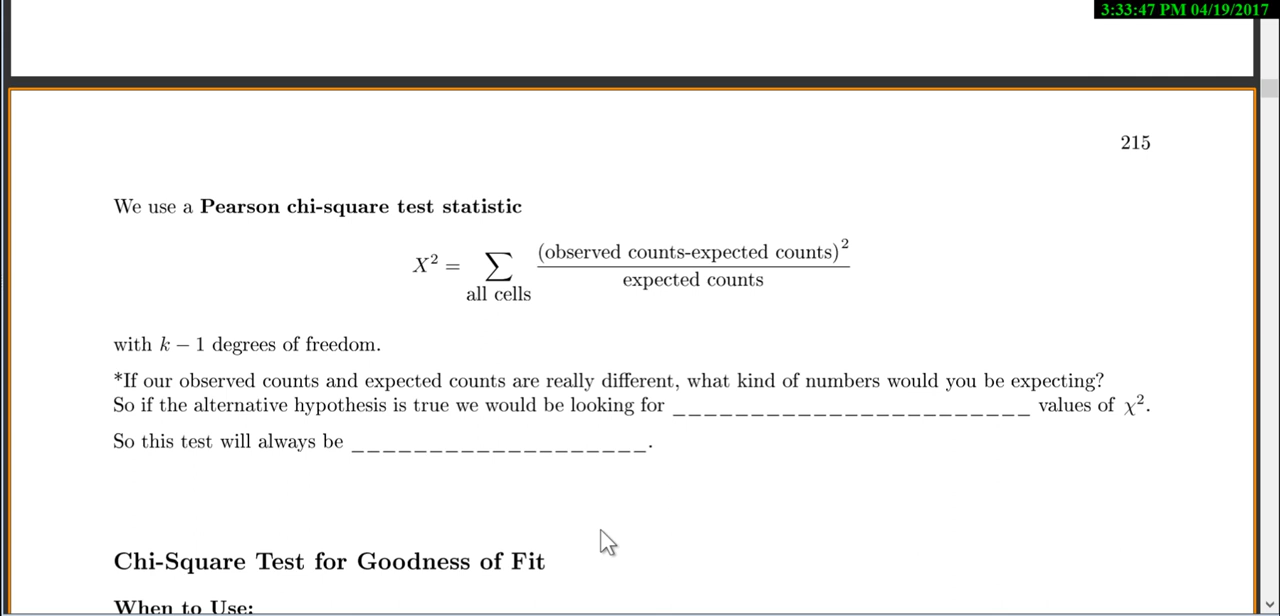 3:33:47 PM 04/19/2017
215
We use a Pearson chi-square test statistic
X² = ∑ all cells (observed counts-expected counts)² / expected counts
with k − 1 degrees of freedom.
*If our observed counts and expected counts are really different, what kind of numbers would you be expecting?
So if the alternative hypothesis is true we would be looking for ___________________ values of χ².
So this test will always be ________________.
Chi-Square Test for Goodness of Fit
When to Use: